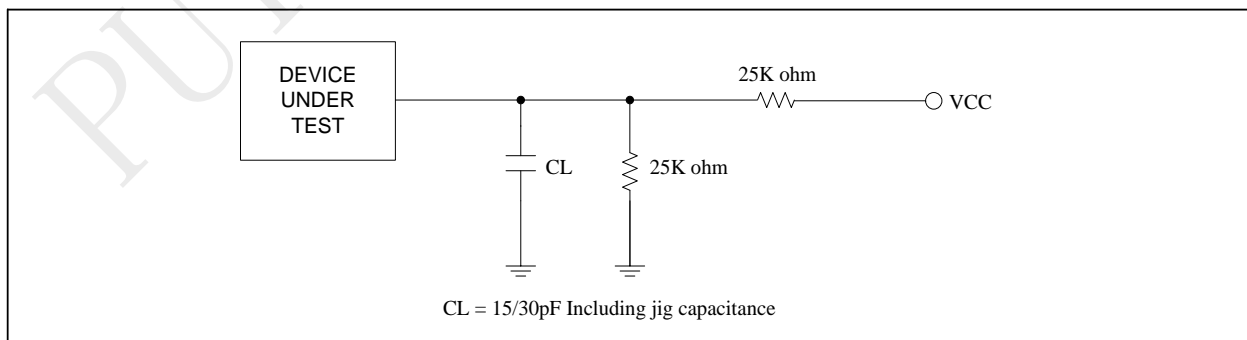 DEVICE
UNDER
TEST
25K ohm
VCC
CL
25K ohm
CL = 15/30pF Including jig capacitance